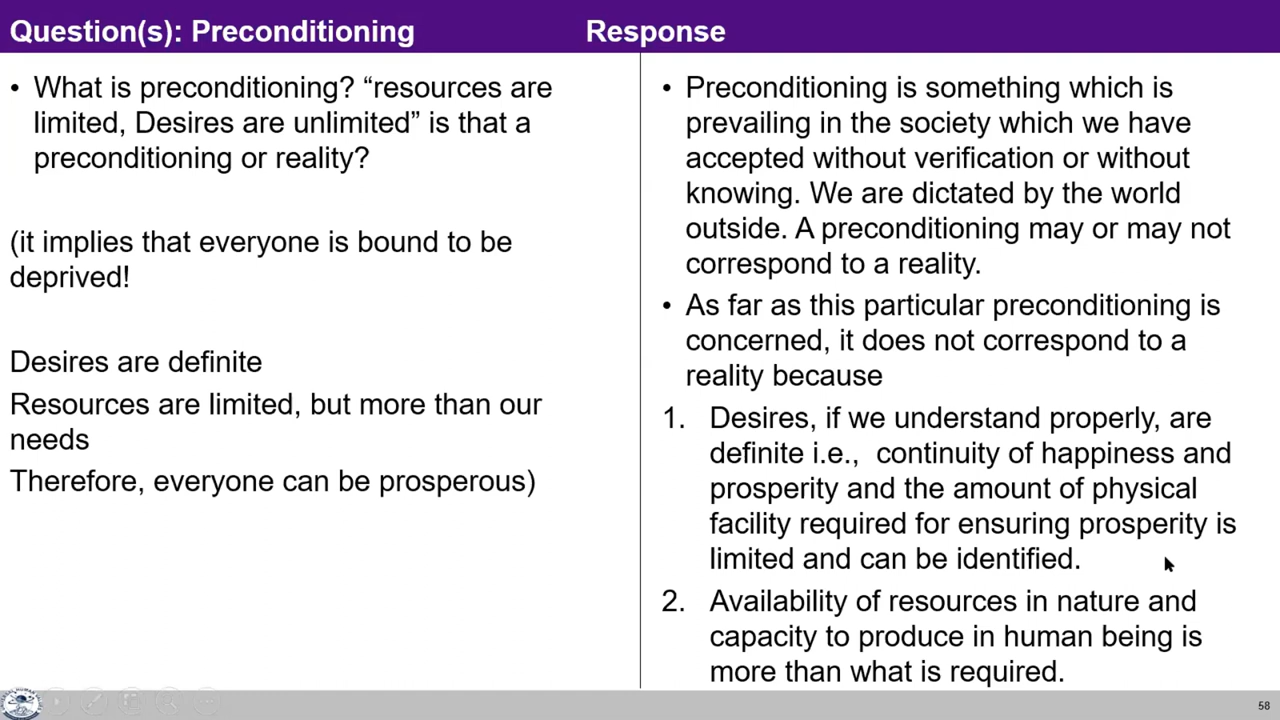 Question(s): Preconditioning
Response
• What is preconditioning? “resources are
limited, Desires are unlimited” is that a
preconditioning or reality?
(it implies that everyone is bound to be
deprived!
Desires are definite
Resources are limited, but more than our
needs
Therefore, everyone can be prosperous)
• Preconditioning is something which is
prevailing in the society which we have
accepted without verification or without
knowing. We are dictated by the world
outside. A preconditioning may or may not
correspond to a reality.
• As far as this particular preconditioning is
concerned, it does not correspond to a
reality because
1. Desires, if we understand properly, are
definite i.e.,  continuity of happiness and
prosperity and the amount of physical
facility required for ensuring prosperity is
limited and can be identified.
2. Availability of resources in nature and
capacity to produce in human being is
more than what is required.
58